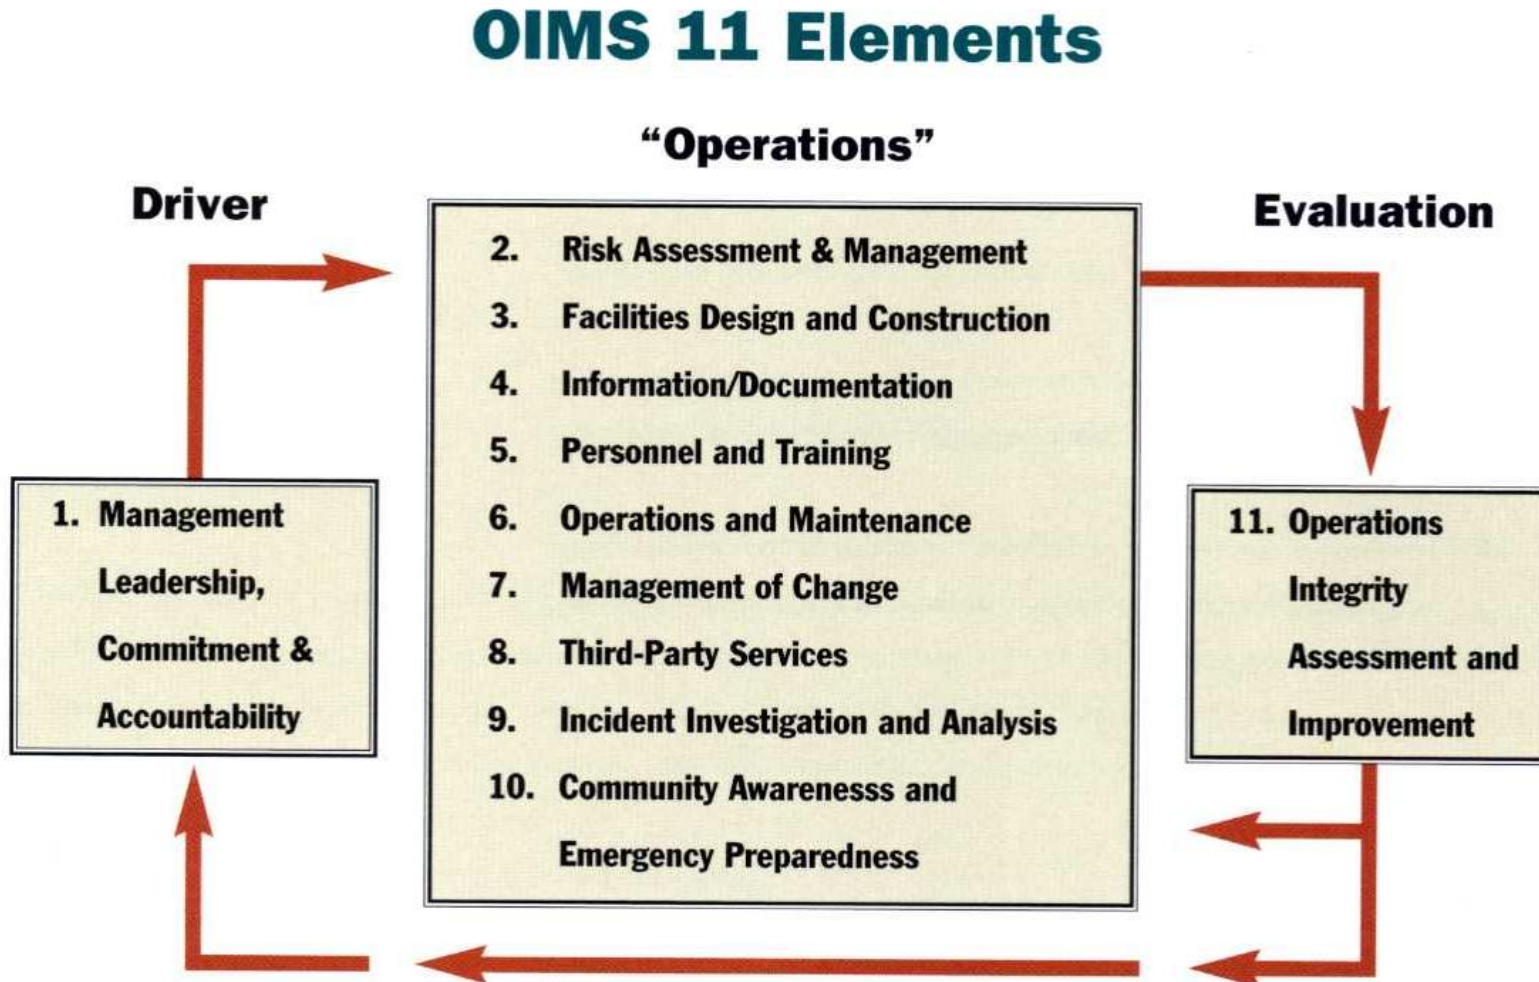 OIMS 11 Elements
“Operations”
Driver
Evaluation
1. Management
Leadership,
Commitment &
Accountability
2. Risk Assessment & Management
3. Facilities Design and Construction
4. Information/Documentation
5. Personnel and Training
6. Operations and Maintenance
7. Management of Change
8. Third-Party Services
9. Incident Investigation and Analysis
10. Community Awarenesss and
Emergency Preparedness
11. Operations
Integrity
Assessment and
Improvement